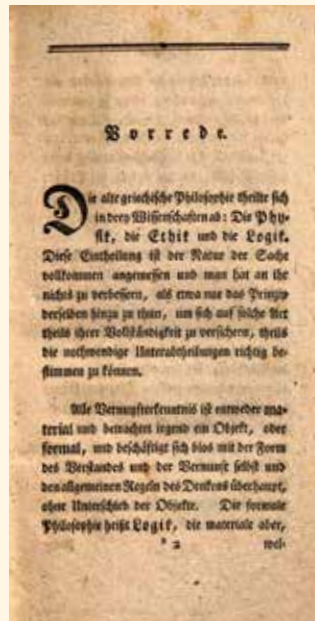 Vorrede.
Die alte griechische Philosophie theilte sich
in drey Wissenschaften ab: Die Phy-
sik, die Ethik und die Logik.
Diese Eintheilung ist der Natur der Sache
vollkommen angemessen und man hat an ihr
nichts zu verbessern, als etwa nur das Prinzip
derselben hinzu zu thun, um sich auf solche Art
theils ihrer Vollständigkeit zu versichern, theils
die nothwendige Unterabtheilungen richtig be-
stimmen zu können.
Alle Vernunfterkenntnis ist entweder ma-
terial und betrachtet irgend ein Objekt, oder
formal, und beschäftigt sich blos mit der Form
des Verstandes und der Vernunft selbst und
den allgemeinen Regeln des Denkens überhaupt,
ohne Unterschied der Objekte. Die formale
Philosophie heißt Logik, die materiale aber,
* 2 wel-